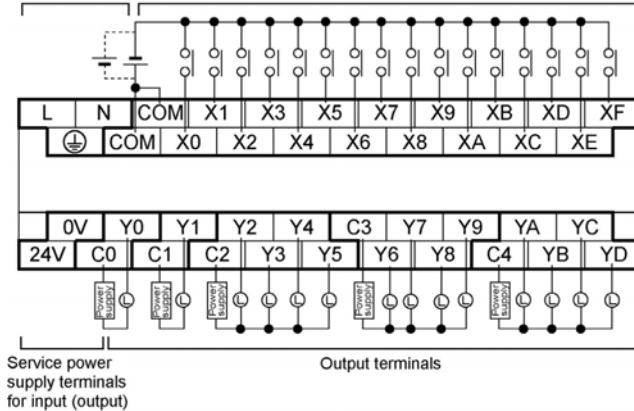 L N COM X1 X3 X5 X7 X9 XB XD XF
COM X0 X2 X4 X6 X8 XA XC XE
0V Y0 Y1 Y2 Y4 C3 Y7 Y9 YA YC
24V C0 C1 C2 Y3 Y5 Y6 Y8 C4 YB YD
Power supply L Power supply L Power supply L L L L Power supply L L L L Power supply L L L L
Service power
supply terminals
for input (output)
Output terminals